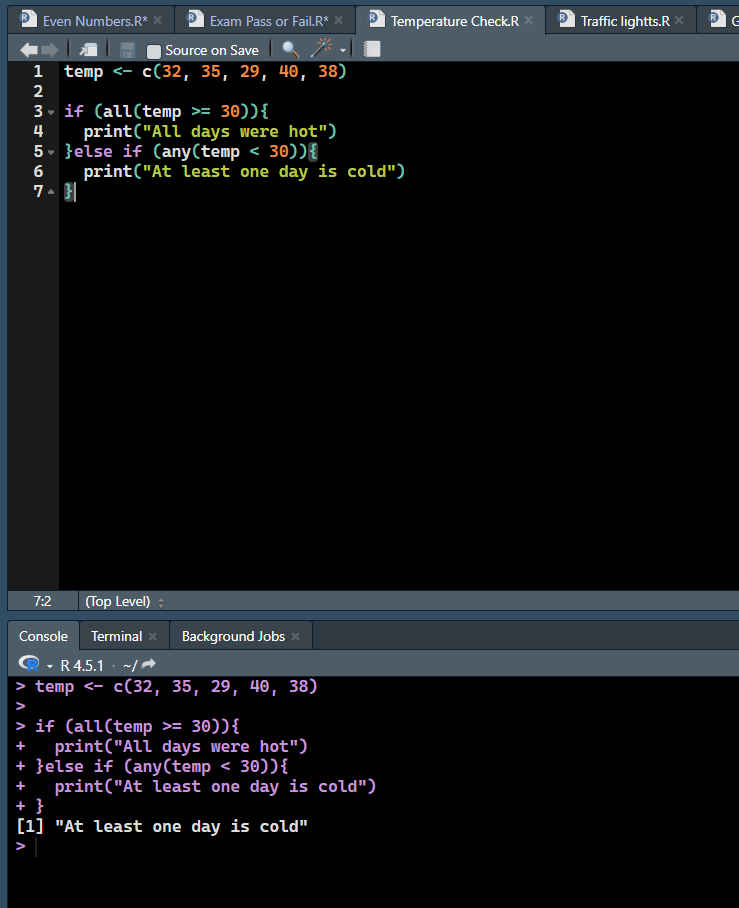 Even Numbers.R* × Exam Pass or Fail.R* × Temperature Check.R × Traffic lightts.R ×
Source on Save
1 temp <- c(32, 35, 29, 40, 38)
2
3 if (all(temp >= 30)){
4   print("All days were hot")
5 }else if (any(temp < 30)){
6   print("At least one day is cold")
7 }
7:2 (Top Level)
Console Terminal × Background Jobs ×
R 4.5.1 · ~/
> temp <- c(32, 35, 29, 40, 38)
>
> if (all(temp >= 30)){
+   print("All days were hot")
+ }else if (any(temp < 30)){
+   print("At least one day is cold")
+ }
[1] "At least one day is cold"
>